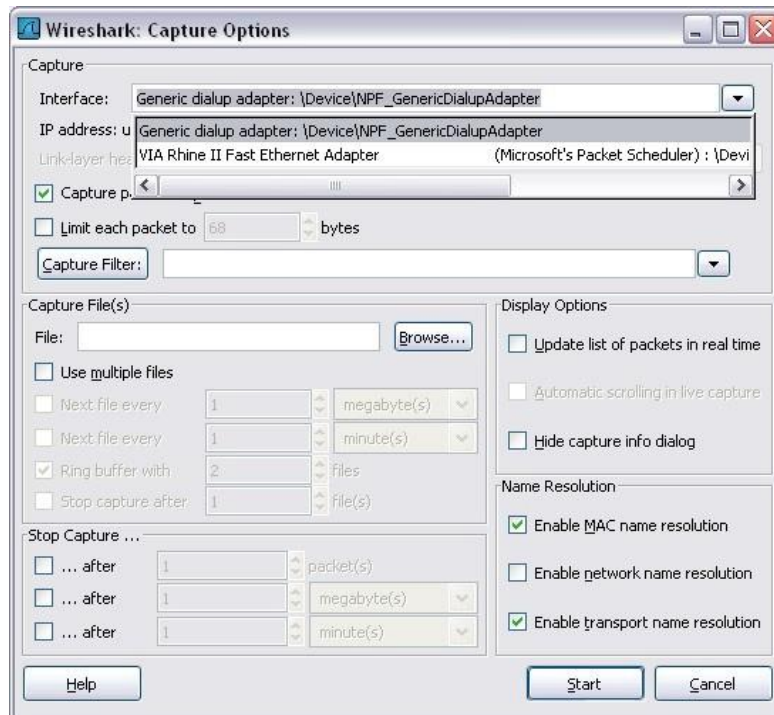 Wireshark: Capture Options
Capture
Interface: Generic dialup adapter: \Device\NPF_GenericDialupAdapter
IP address: u
Generic dialup adapter: \Device\NPF_GenericDialupAdapter
VIA Rhine II Fast Ethernet Adapter (Microsoft's Packet Scheduler) : \Devi
Link-layer hea
Capture p
Limit each packet to 68 bytes
Capture Filter:
Capture File(s)
File: Browse...
Use multiple files
Next file every 1 megabyte(s)
Next file every 1 minute(s)
Ring buffer with 2 files
Stop capture after 1 file(s)
Stop Capture ...
... after 1 packet(s)
... after 1 megabyte(s)
... after 1 minute(s)
Display Options
Update list of packets in real time
Automatic scrolling in live capture
Hide capture info dialog
Name Resolution
Enable MAC name resolution
Enable network name resolution
Enable transport name resolution
Help Start Cancel